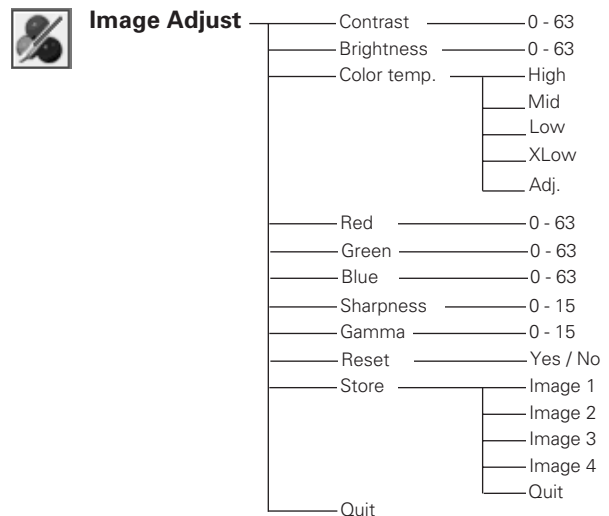 Image Adjust Contrast 0 - 63
Brightness 0 - 63
Color temp. High
Mid
Low
XLow
Adj.
Red 0 - 63
Green 0 - 63
Blue 0 - 63
Sharpness 0 - 15
Gamma 0 - 15
Reset Yes / No
Store Image 1
Image 2
Image 3
Image 4
Quit
Quit